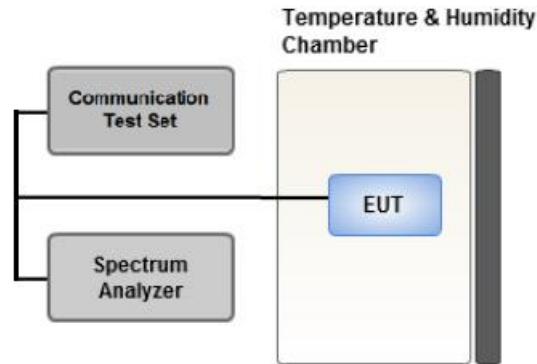 Temperature & Humidity
Chamber
Communication
Test Set
EUT
Spectrum
Analyzer